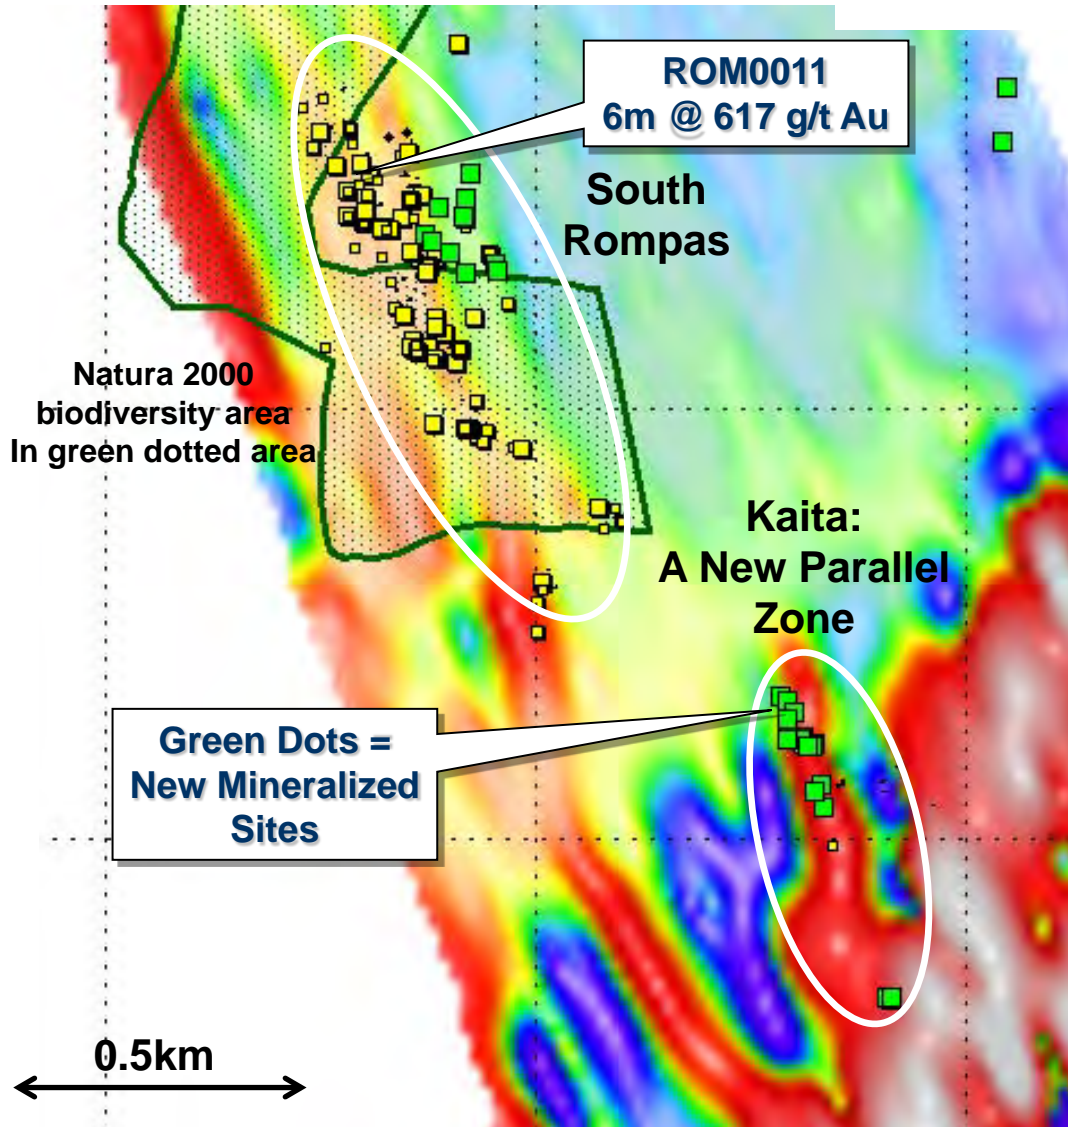 ROM0011
6m @ 617 g/t Au
South
Rompas
Natura 2000
biodiversity area
In green dotted area
Kaita:
A New Parallel
Zone
Green Dots =
New Mineralized
Sites
0.5km